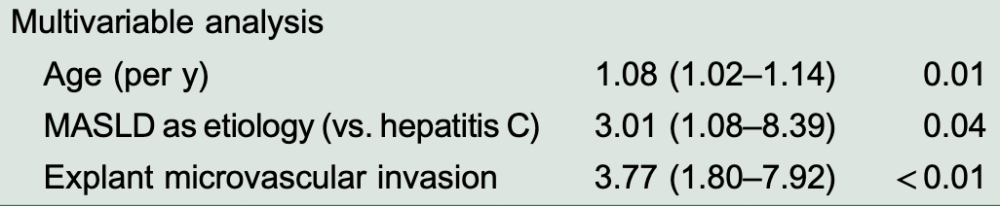 Multivariable analysis
Age (per y) 1.08 (1.02–1.14) 0.01
MASLD as etiology (vs. hepatitis C) 3.01 (1.08–8.39) 0.04
Explant microvascular invasion 3.77 (1.80–7.92) <0.01